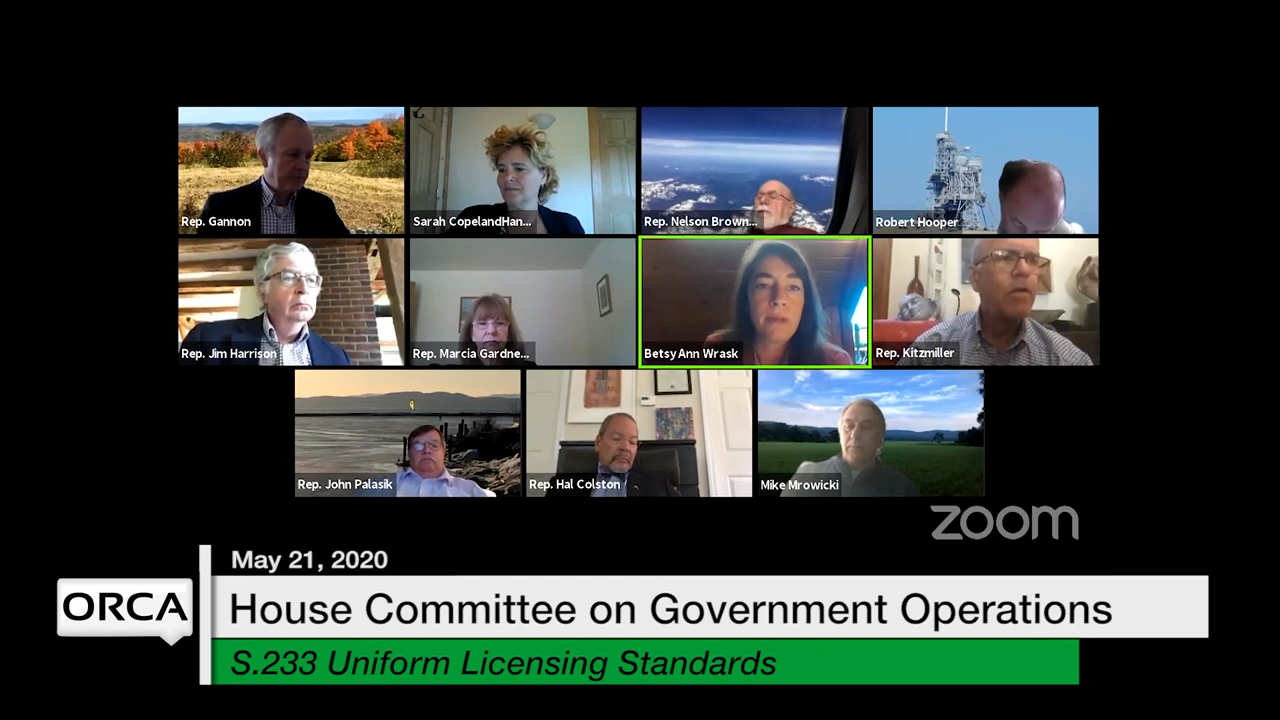 Rep. Gannon
Sarah CopelandHan...
Rep. Nelson Brown...
Robert Hooper
Rep. Jim Harrison
Rep. Marcia Gardne...
Betsy Ann Wrask
Rep. Kitzmiller
Rep. John Palasik
Rep. Hal Colston
Mike Mrowicki
zoom
May 21, 2020
ORCA
House Committee on Government Operations
S.233 Uniform Licensing Standards